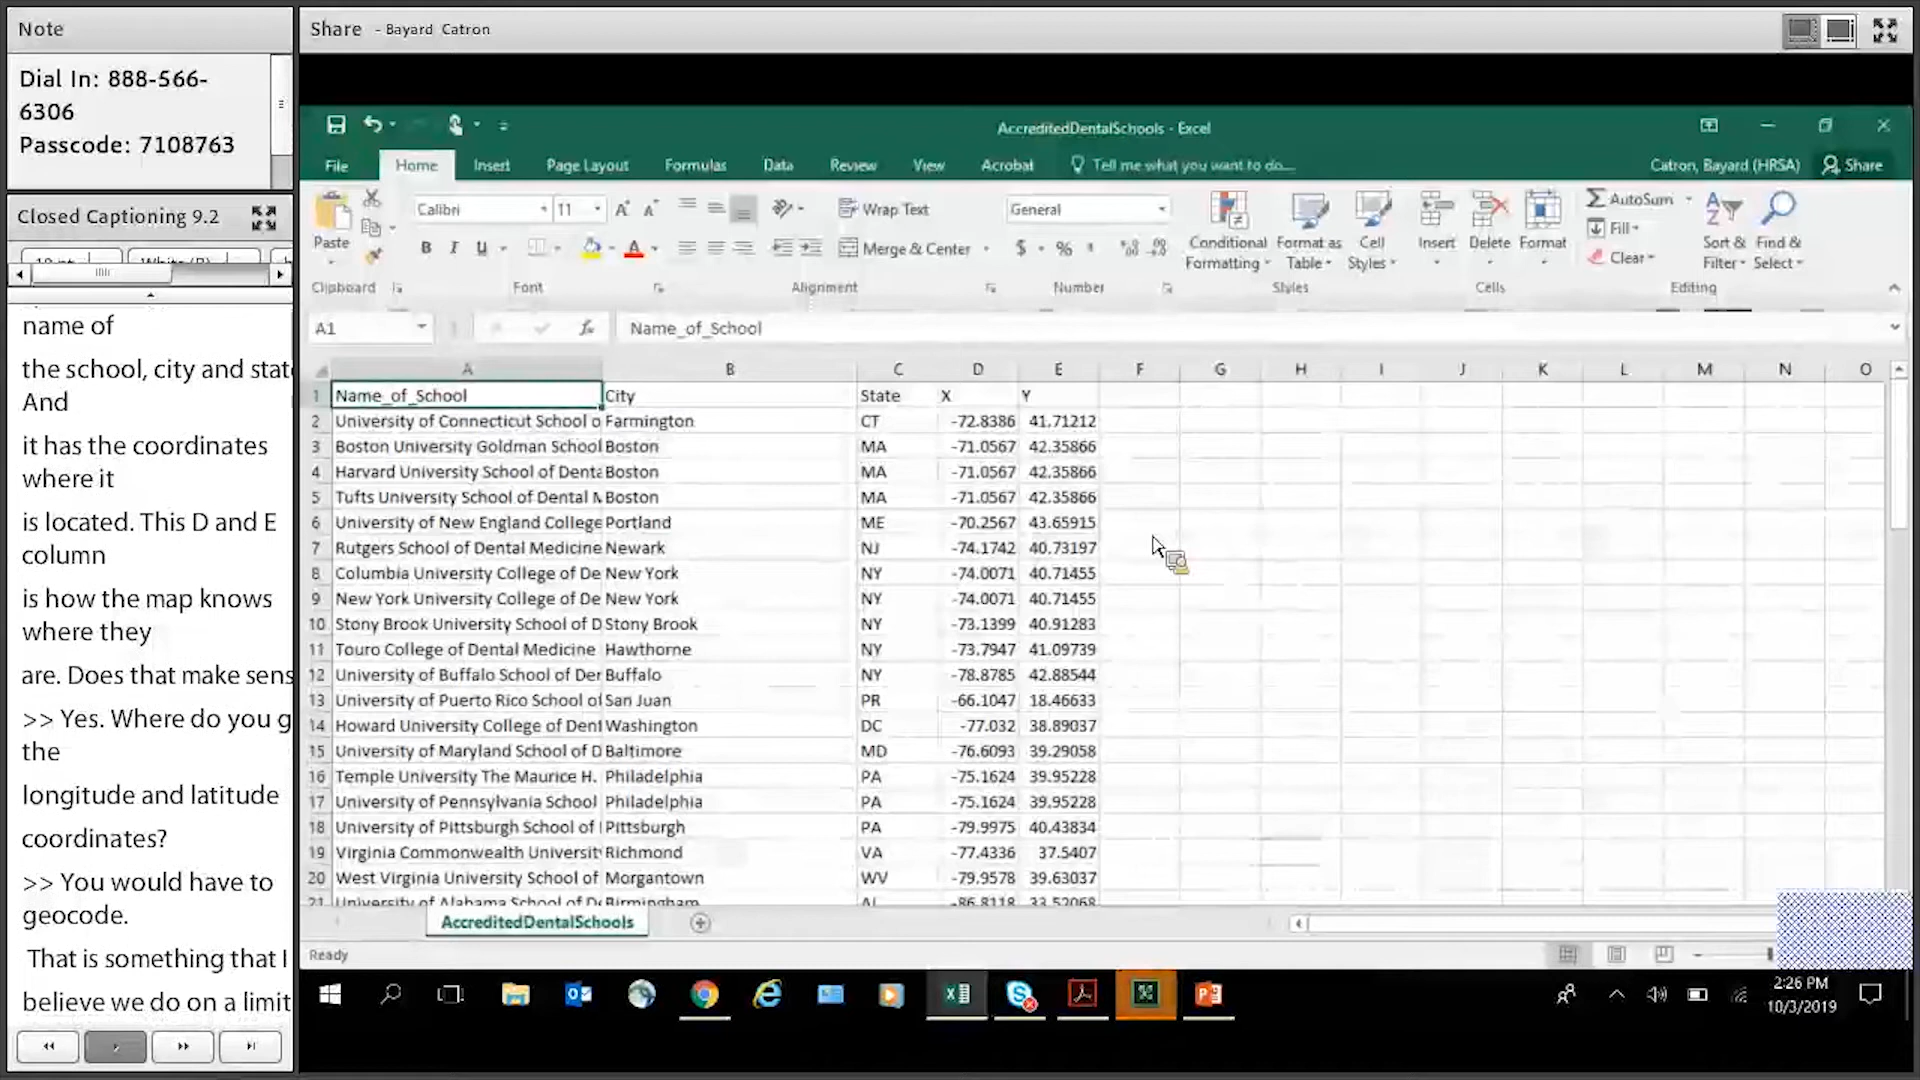 Note
Dial In: 888-566-
6306
Passcode: 7108763
Closed Captioning 9.2
name of
the school, city and stat
And
it has the coordinates
where it
is located. This D and E
column
is how the map knows
where they
are. Does that make sens
>> Yes. Where do you g
the
longitude and latitude
coordinates?
>> You would have to
geocode.
That is something that I
believe we do on a limit
Share - Bayard Catron
AccreditedDentalSchools - Excel
File Home Insert Page Layout Formulas Data Review View Acrobat Tell me what you want to do... Catron, Bayard (HRSA) Share
Paste Calibri 11 Wrap Text General Conditional Formatting Format as Table Cell Styles Insert Delete Format AutoSum Sort & Filter Find & Select
B I U A Merge & Center $ % Fill
Clear
Clipboard Font Alignment Number Styles Cells Editing
A1 fx Name_of_School
A B C D E F G H I J K L M N O
1 Name_of_School City State X Y
2 University of Connecticut School o Farmington CT -72.8386 41.71212
3 Boston University Goldman School Boston MA -71.0567 42.35866
4 Harvard University School of Denta Boston MA -71.0567 42.35866
5 Tufts University School of Dental M Boston MA -71.0567 42.35866
6 University of New England College Portland ME -70.2567 43.65915
7 Rutgers School of Dental Medicine Newark NJ -74.1742 40.73197
8 Columbia University College of De New York NY -74.0071 40.71455
9 New York University College of De New York NY -74.0071 40.71455
10 Stony Brook University School of D Stony Brook NY -73.1399 40.91283
11 Touro College of Dental Medicine Hawthorne NY -73.7947 41.09739
12 University of Buffalo School of Der Buffalo NY -78.8785 42.88544
13 University of Puerto Rico School of San Juan PR -66.1047 18.46633
14 Howard University College of Dent Washington DC -77.032 38.89037
15 University of Maryland School of D Baltimore MD -76.6093 39.29058
16 Temple University The Maurice H. Philadelphia PA -75.1624 39.95228
17 University of Pennsylvania School Philadelphia PA -75.1624 39.95228
18 University of Pittsburgh School of Pittsburgh PA -79.9975 40.43834
19 Virginia Commonwealth University Richmond VA -77.4336 37.5407
20 West Virginia University School of Morgantown WV -79.9578 39.63037
21 University of Alabama School of De Birmingham AL -86.8118 33.52068
AccreditedDentalSchools
Ready
2:26 PM
10/3/2019